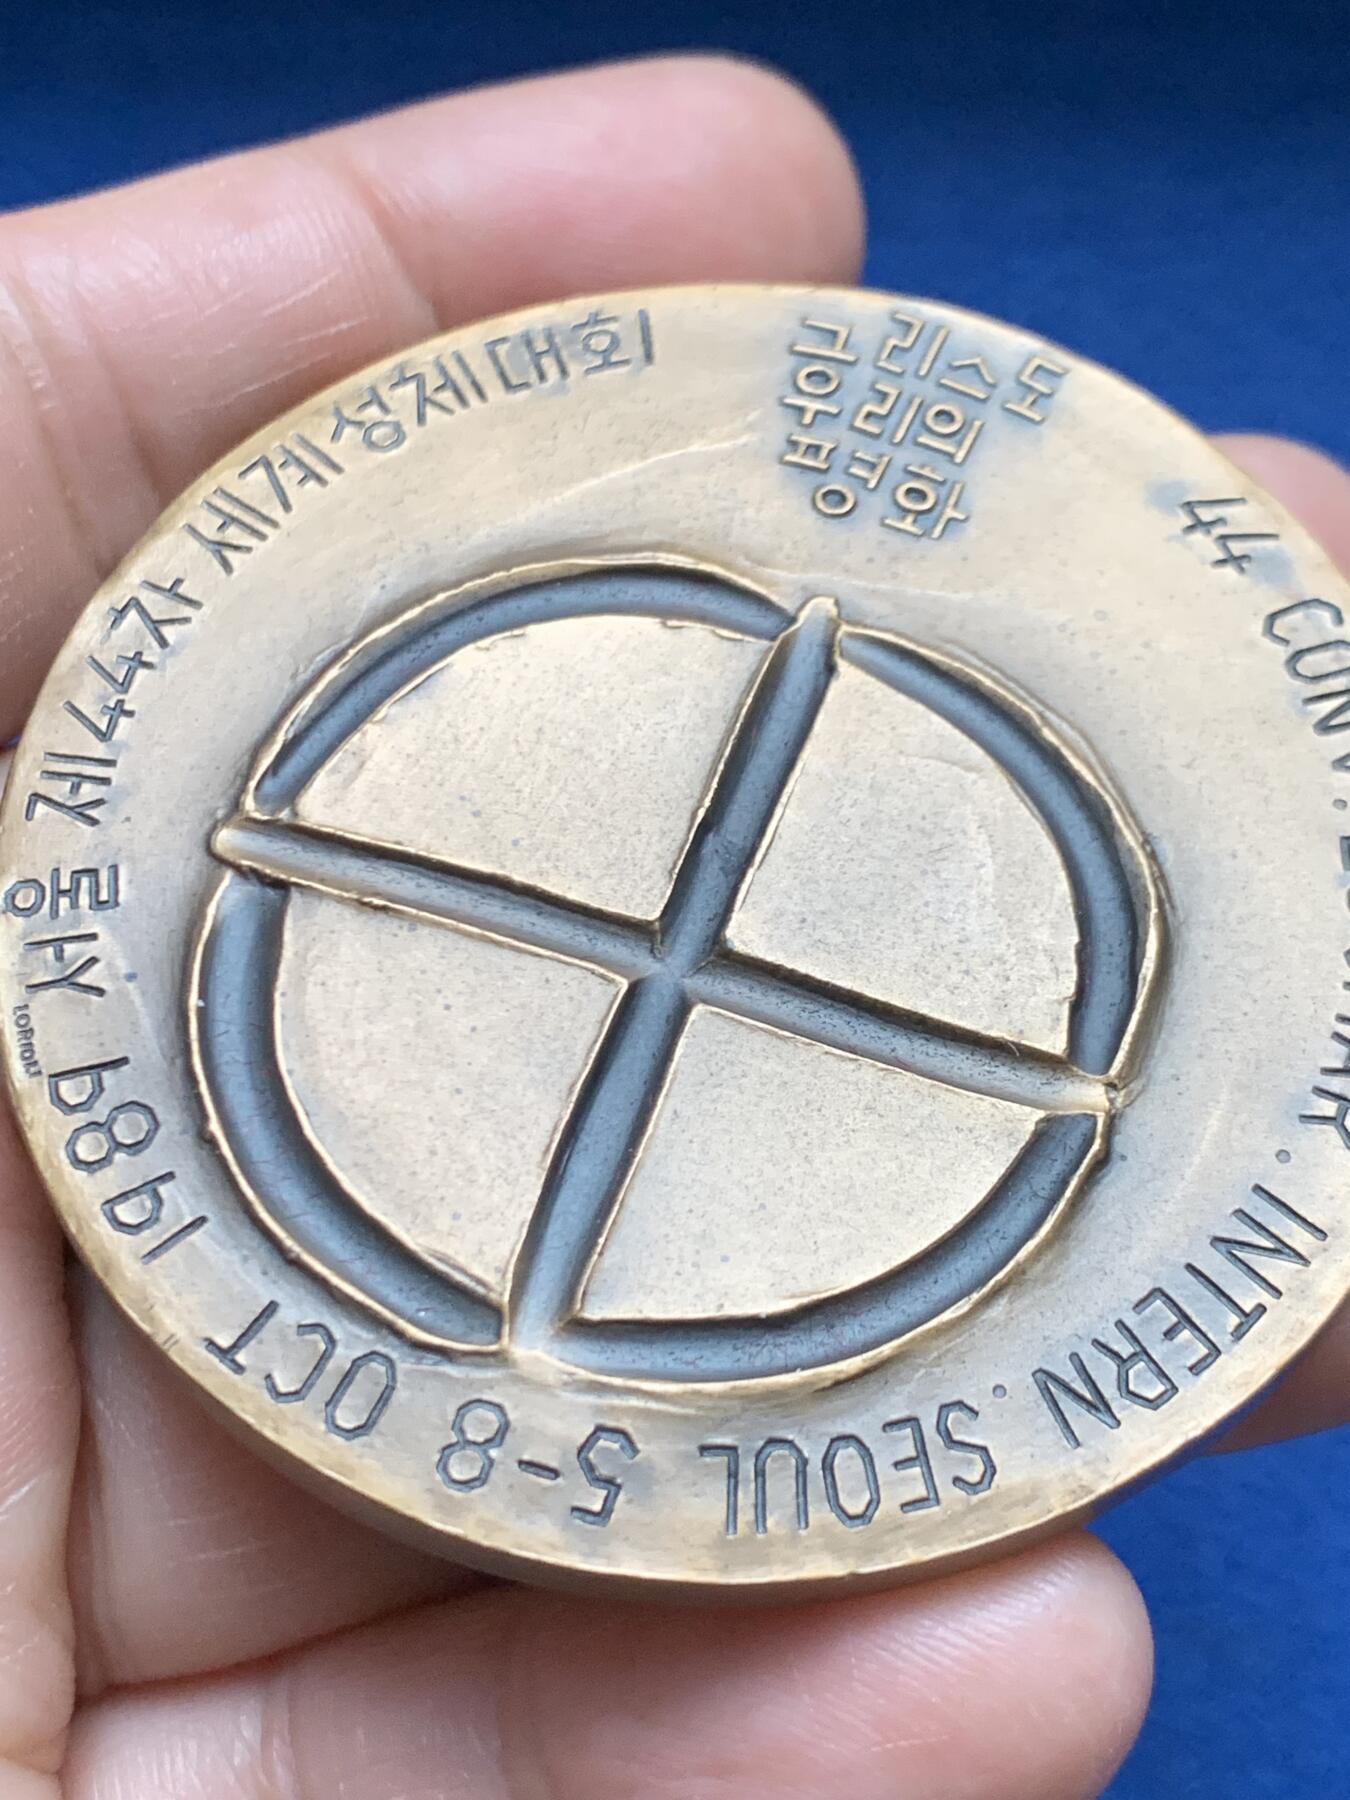 그리스도
우리의
평화
서울 제44차 세계성체대회
44 CONV. INTERN. SEOUL 5-8 OCT 1989
LORIOLI